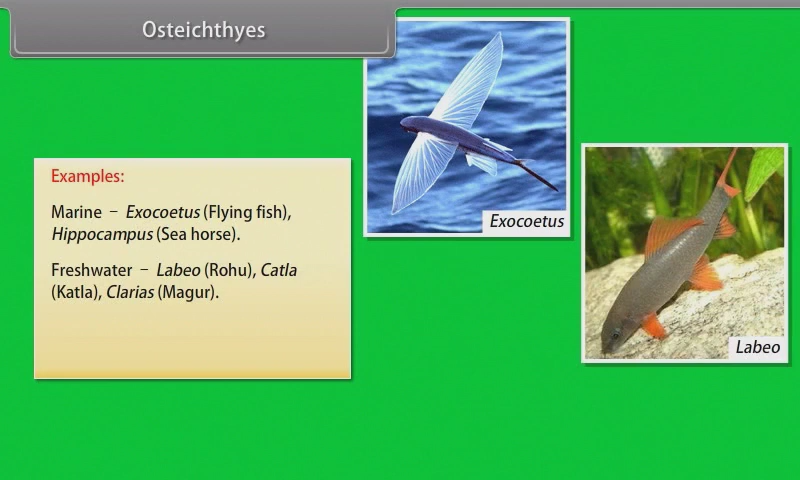 Osteichthyes
Examples:
Marine – Exocoetus (Flying fish),
Hippocampus (Sea horse).
Freshwater – Labeo (Rohu), Catla
(Katla), Clarias (Magur).
Exocoetus
Labeo